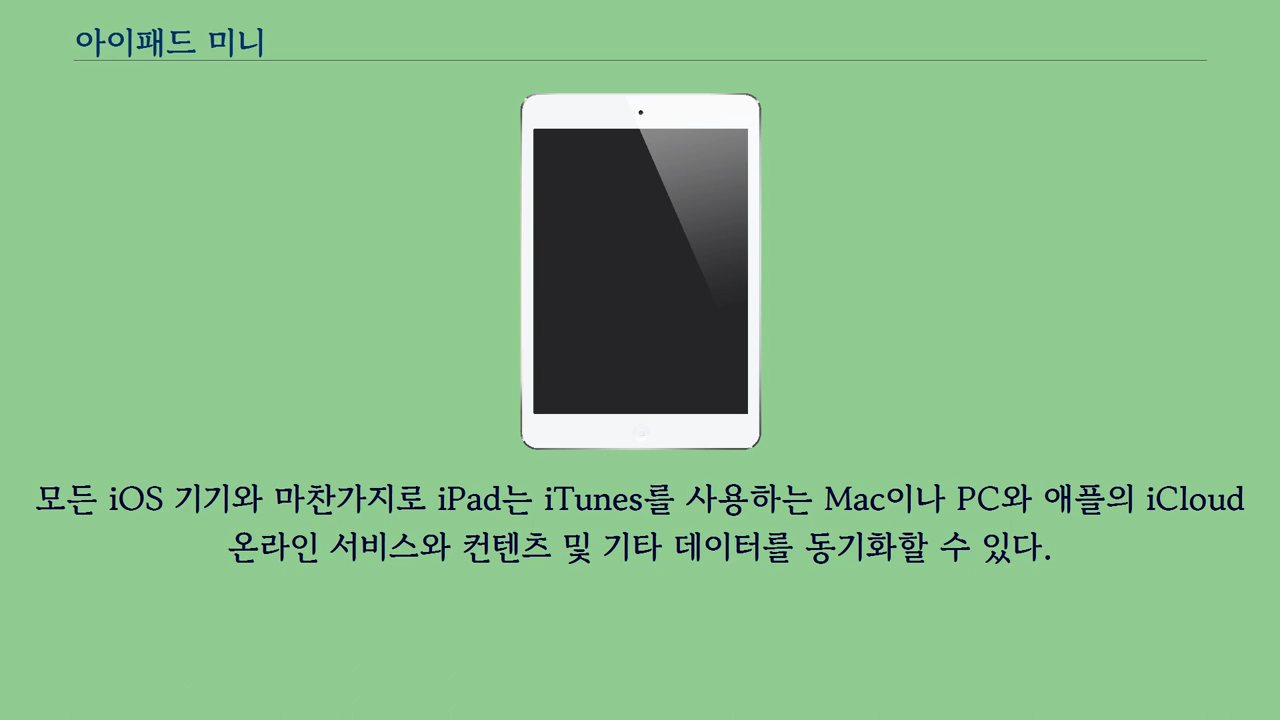 아이패드 미니
모든 iOS 기기와 마찬가지로 iPad는 iTunes를 사용하는 Mac이나 PC와 애플의 iCloud
온라인 서비스와 컨텐츠 및 기타 데이터를 동기화할 수 있다.